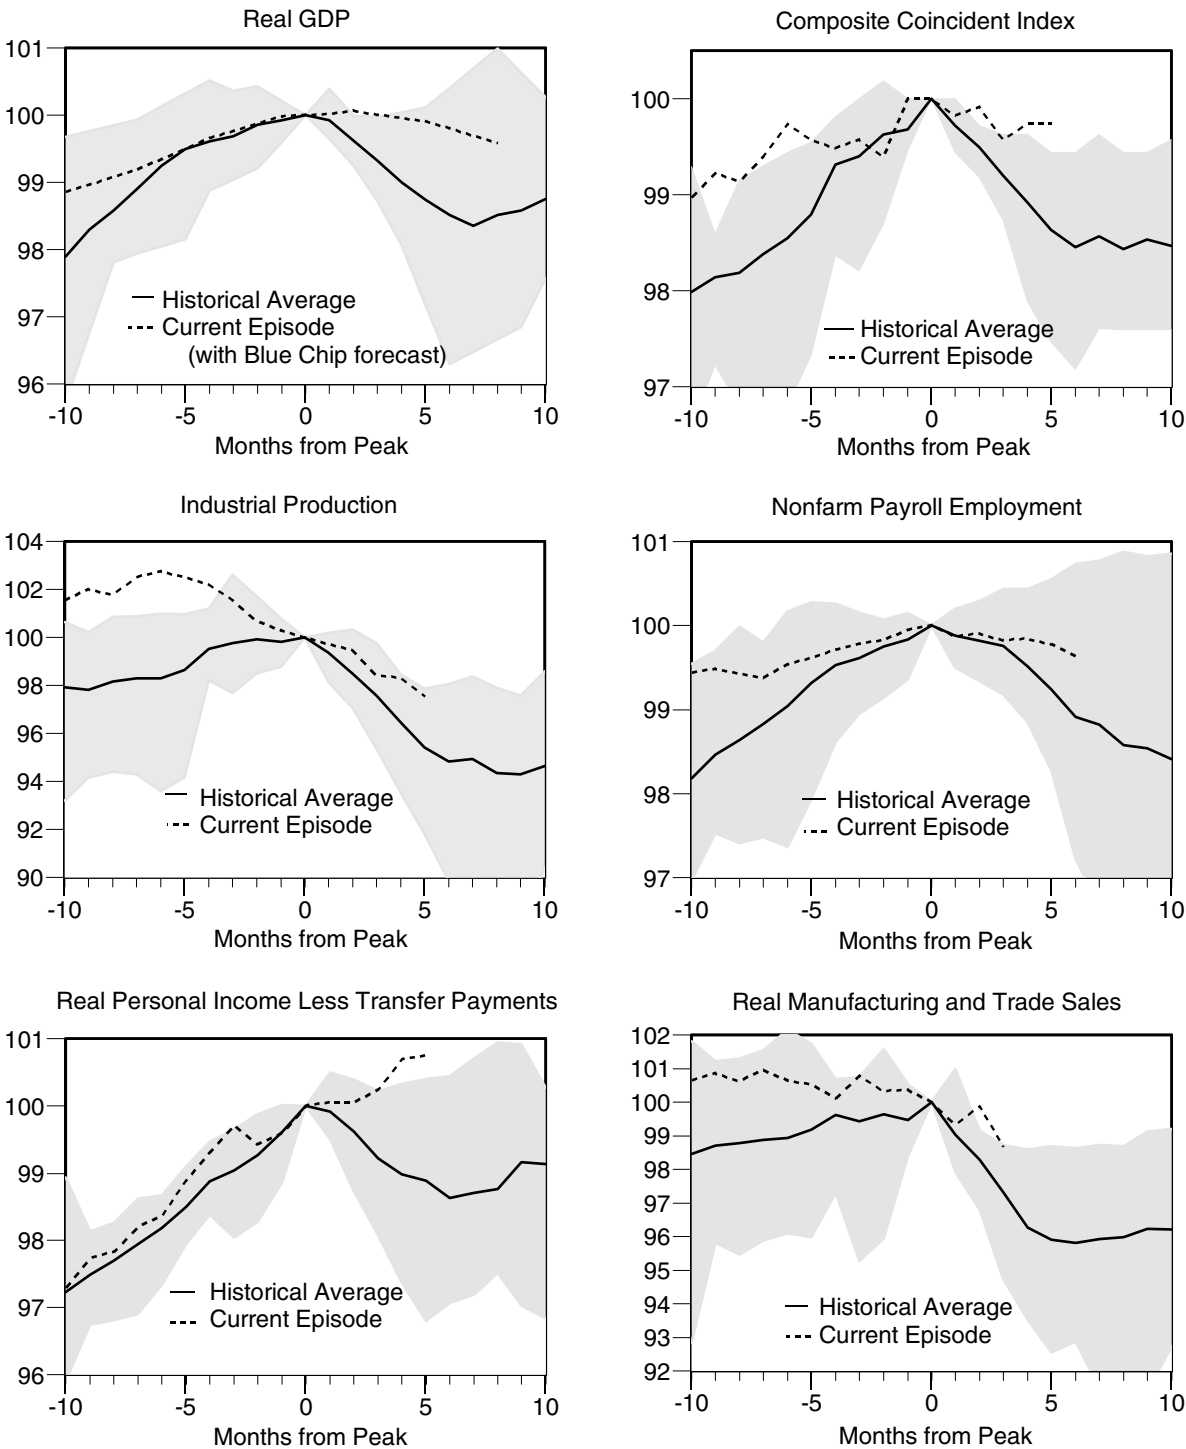 Real GDP
101
100
99
98
97
96
Historical Average
Current Episode
(with Blue Chip forecast)
-10 -5 0 5 10
Months from Peak
Composite Coincident Index
100
99
98
97
Historical Average
Current Episode
-10 -5 0 5 10
Months from Peak
Industrial Production
104
102
100
98
96
94
92
90
Historical Average
Current Episode
-10 -5 0 5 10
Months from Peak
Nonfarm Payroll Employment
101
100
99
98
97
Historical Average
Current Episode
-10 -5 0 5 10
Months from Peak
Real Personal Income Less Transfer Payments
101
100
99
98
97
96
Historical Average
Current Episode
-10 -5 0 5 10
Months from Peak
Real Manufacturing and Trade Sales
102
101
100
99
98
97
96
95
94
93
92
Historical Average
Current Episode
-10 -5 0 5 10
Months from Peak